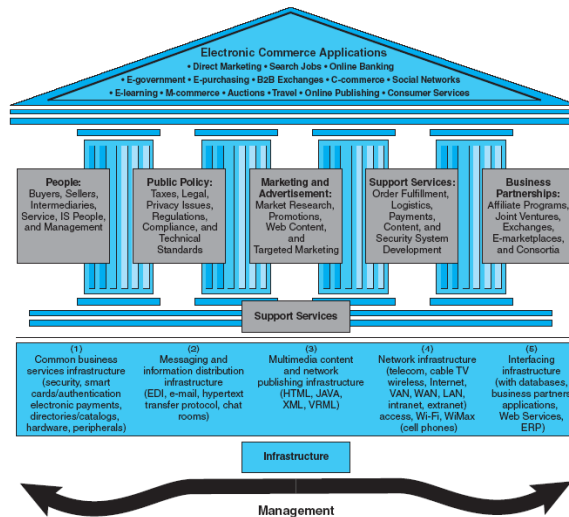 Electronic Commerce Applications
• Direct Marketing • Search Jobs • Online Banking
• E-government • E-purchasing • B2B Exchanges • C-commerce • Social Networks
• E-learning • M-commerce • Auctions • Travel • Online Publishing • Consumer Services
People:
Buyers, Sellers,
Intermediaries,
Service, IS People,
and Management
Public Policy:
Taxes, Legal,
Privacy Issues,
Regulations,
Compliance, and
Technical
Standards
Marketing and
Advertisement:
Market Research,
Promotions,
Web Content,
and
Targeted Marketing
Support Services:
Order Fulfillment,
Logistics,
Payments,
Content, and
Security System
Development
Business
Partnerships:
Affiliate Programs,
Joint Ventures,
Exchanges,
E-marketplaces,
and Consortia
Support Services
(1)
Common business
services infrastructure
(security, smart
cards/authentication
electronic payments,
directories/catalogs,
hardware, peripherals)
(2)
Messaging and
information distribution
infrastructure
(EDI, e-mail, hypertext
transfer protocol, chat
rooms)
(3)
Multimedia content
and network
publishing infrastructure
(HTML, JAVA,
XML, VRML)
(4)
Network infrastructure
(telecom, cable TV
wireless, Internet,
VAN, WAN, LAN,
intranet, extranet)
access, Wi-Fi, WiMax
(cell phones)
(5)
Interfacing
infrastructure
(with databases,
business partners
applications,
Web Services,
ERP)
Infrastructure
Management